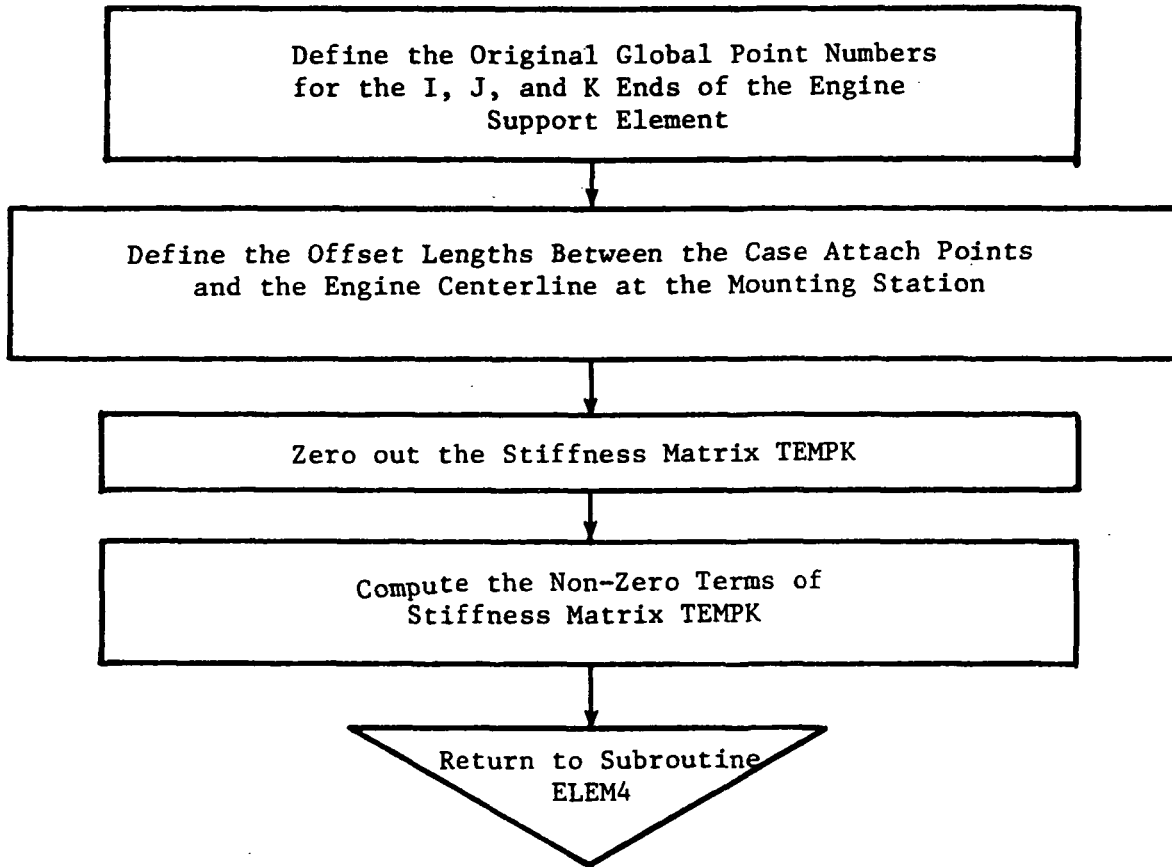 Define the Original Global Point Numbers
for the I, J, and K Ends of the Engine
Support Element
Define the Offset Lengths Between the Case Attach Points
and the Engine Centerline at the Mounting Station
Zero out the Stiffness Matrix TEMPK
Compute the Non-Zero Terms of
Stiffness Matrix TEMPK
Return to Subroutine
ELEM4